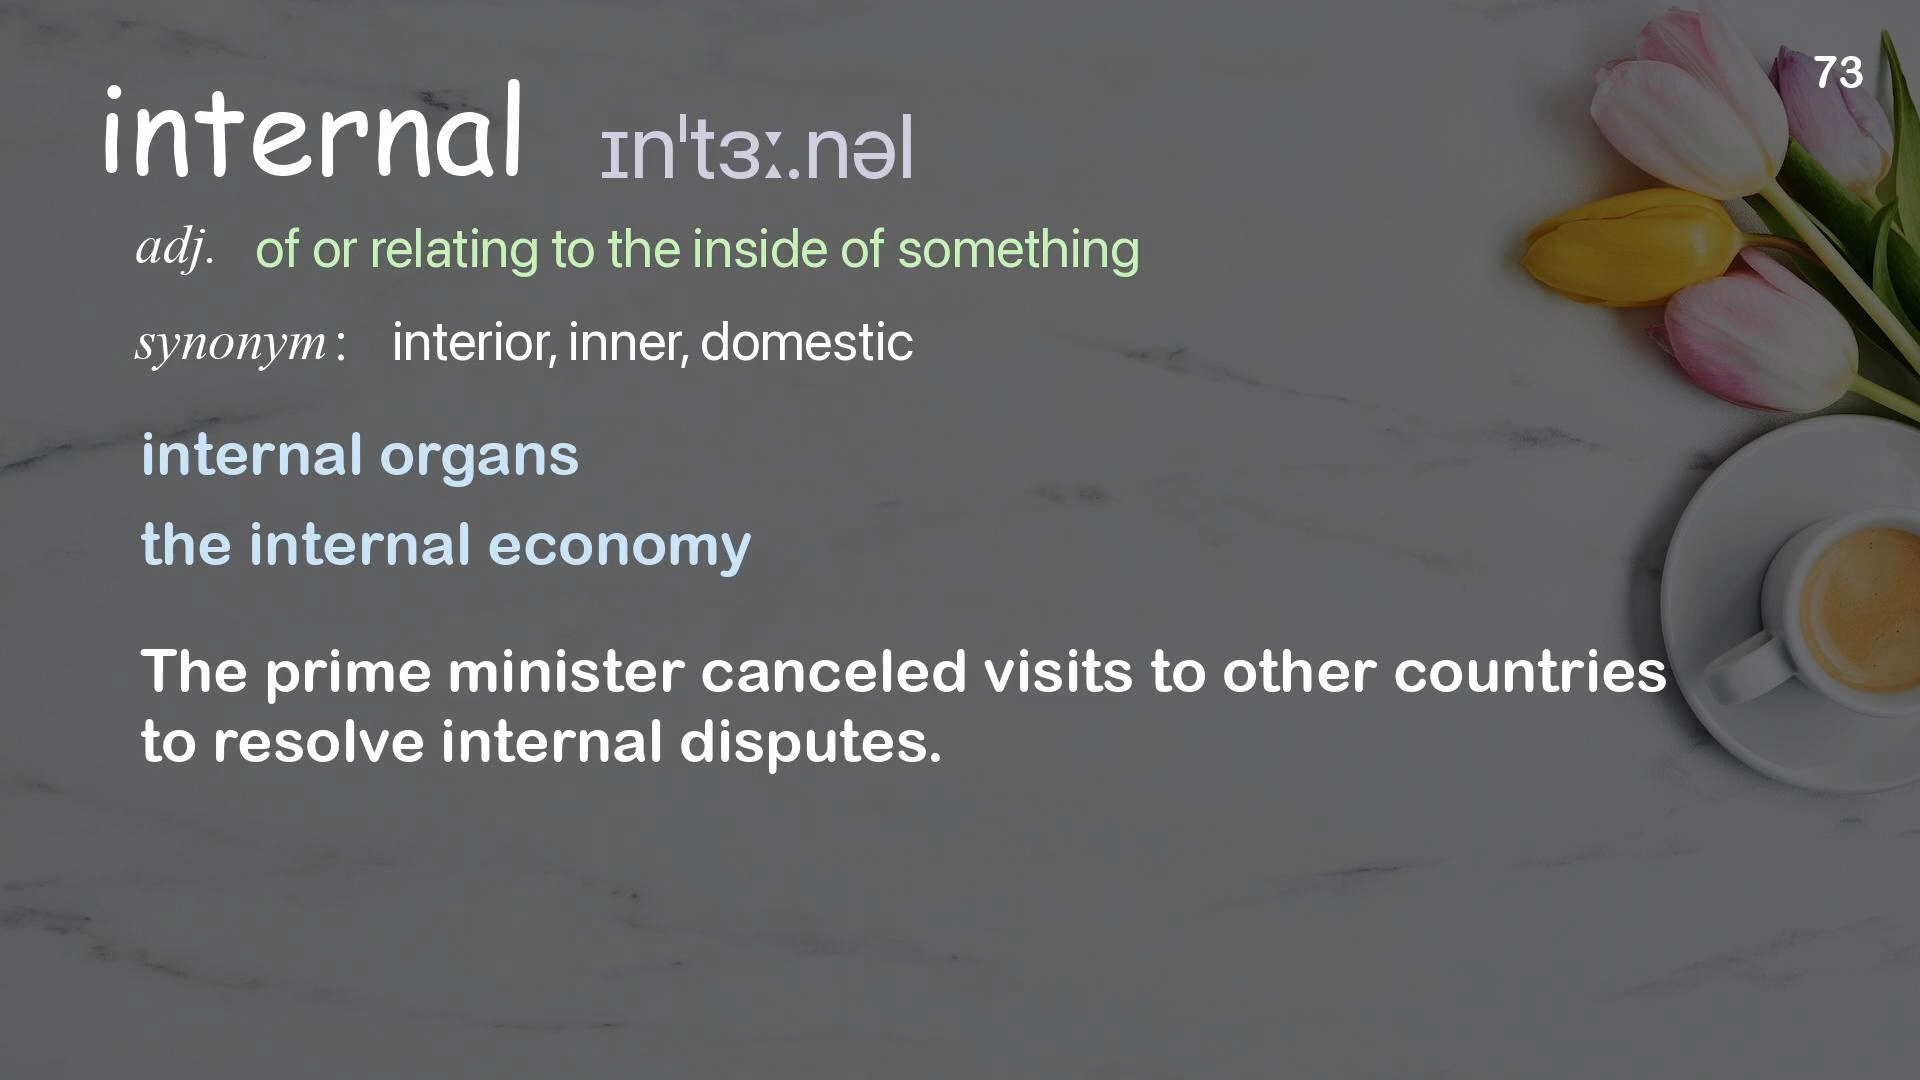 73
internal ɪnˈtɜː.nəl
adj. of or relating to the inside of something
synonym: interior, inner, domestic
internal organs
the internal economy
The prime minister canceled visits to other countries
to resolve internal disputes.